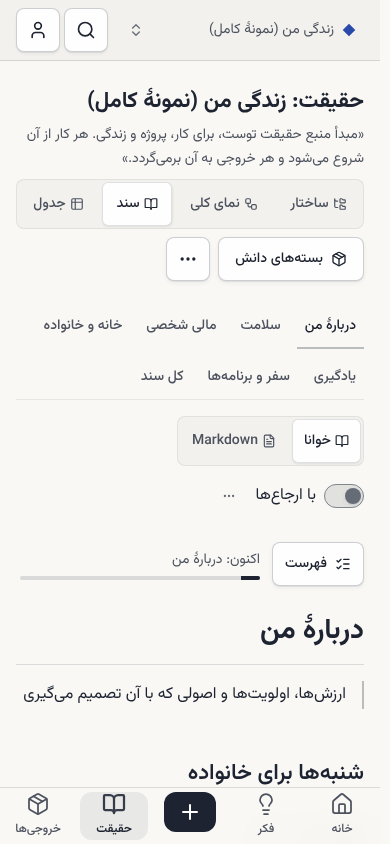 زندگی من (نمونهٔ کامل)
حقیقت: زندگی من (نمونهٔ کامل)
«مبدأ منبع حقیقت توست، برای کار، پروژه و زندگی. هر کار از آن
شروع می‌شود و هر خروجی به آن برمی‌گردد.»
ساختار
نمای کلی
سند
جدول
بسته‌های دانش
دربارهٔ من
سلامت
مالی شخصی
خانه و خانواده
یادگیری
سفر و برنامه‌ها
کل سند
خوانا
Markdown
با ارجاع‌ها
فهرست
اکنون: دربارهٔ من
دربارهٔ من
ارزش‌ها، اولویت‌ها و اصولی که با آن تصمیم می‌گیری
شنبه‌ها برای خانواده
خانه
فکر
حقیقت
خروجی‌ها